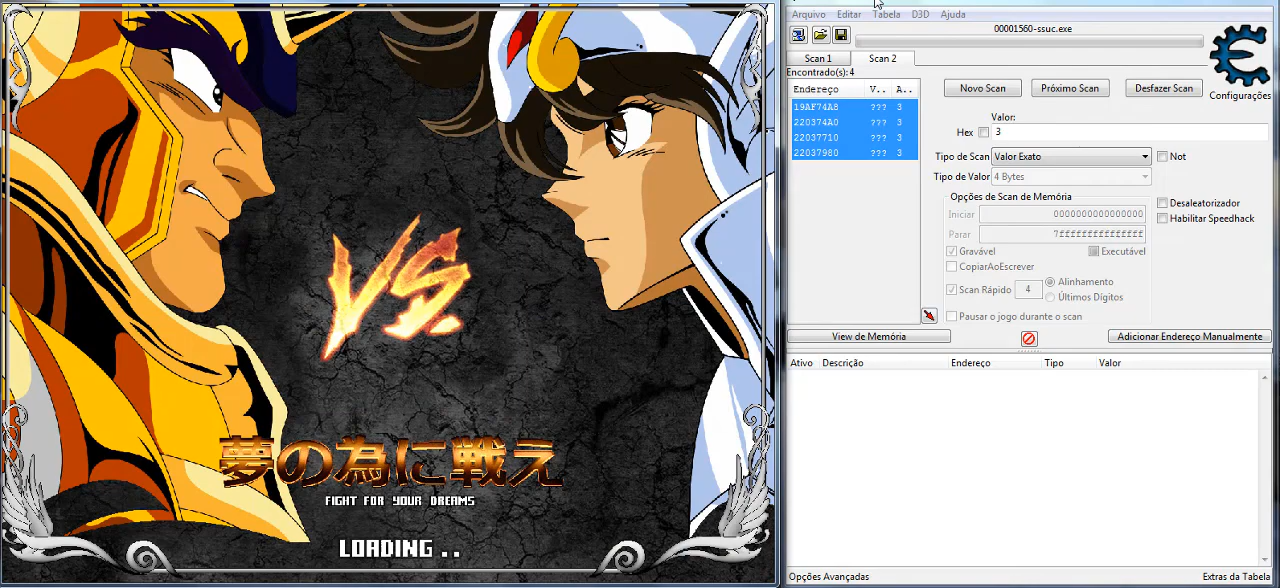 VS.
夢の為に戦え
FIGHT FOR YOUR DREAMS
LOADING ..
Arquivo Editar Tabela D3D Ajuda
00001560-ssuc.exe
Scan 1 Scan 2
Encontrado(s):4
Endereço V.. A..
19AF74A8 ??? 3
220374A0 ??? 3
22037710 ??? 3
22037980 ??? 3
Novo Scan Próximo Scan Desfazer Scan
Configurações
Valor:
Hex 3
Tipo de Scan Valor Exato Not
Tipo de Valor 4 Bytes
Opções de Scan de Memória
Iniciar 0000000000000000
Parar 7fffffffffffffff
Desaleatorizador
Habilitar Speedhack
Gravável Executável
CopiarAoEscrever
Scan Rápido 4 Alinhamento
Últimos Dígitos
Pausar o jogo durante o scan
View de Memória Adicionar Endereço Manualmente
Ativo Descrição Endereço Tipo Valor
Opções Avançadas Extras da Tabela